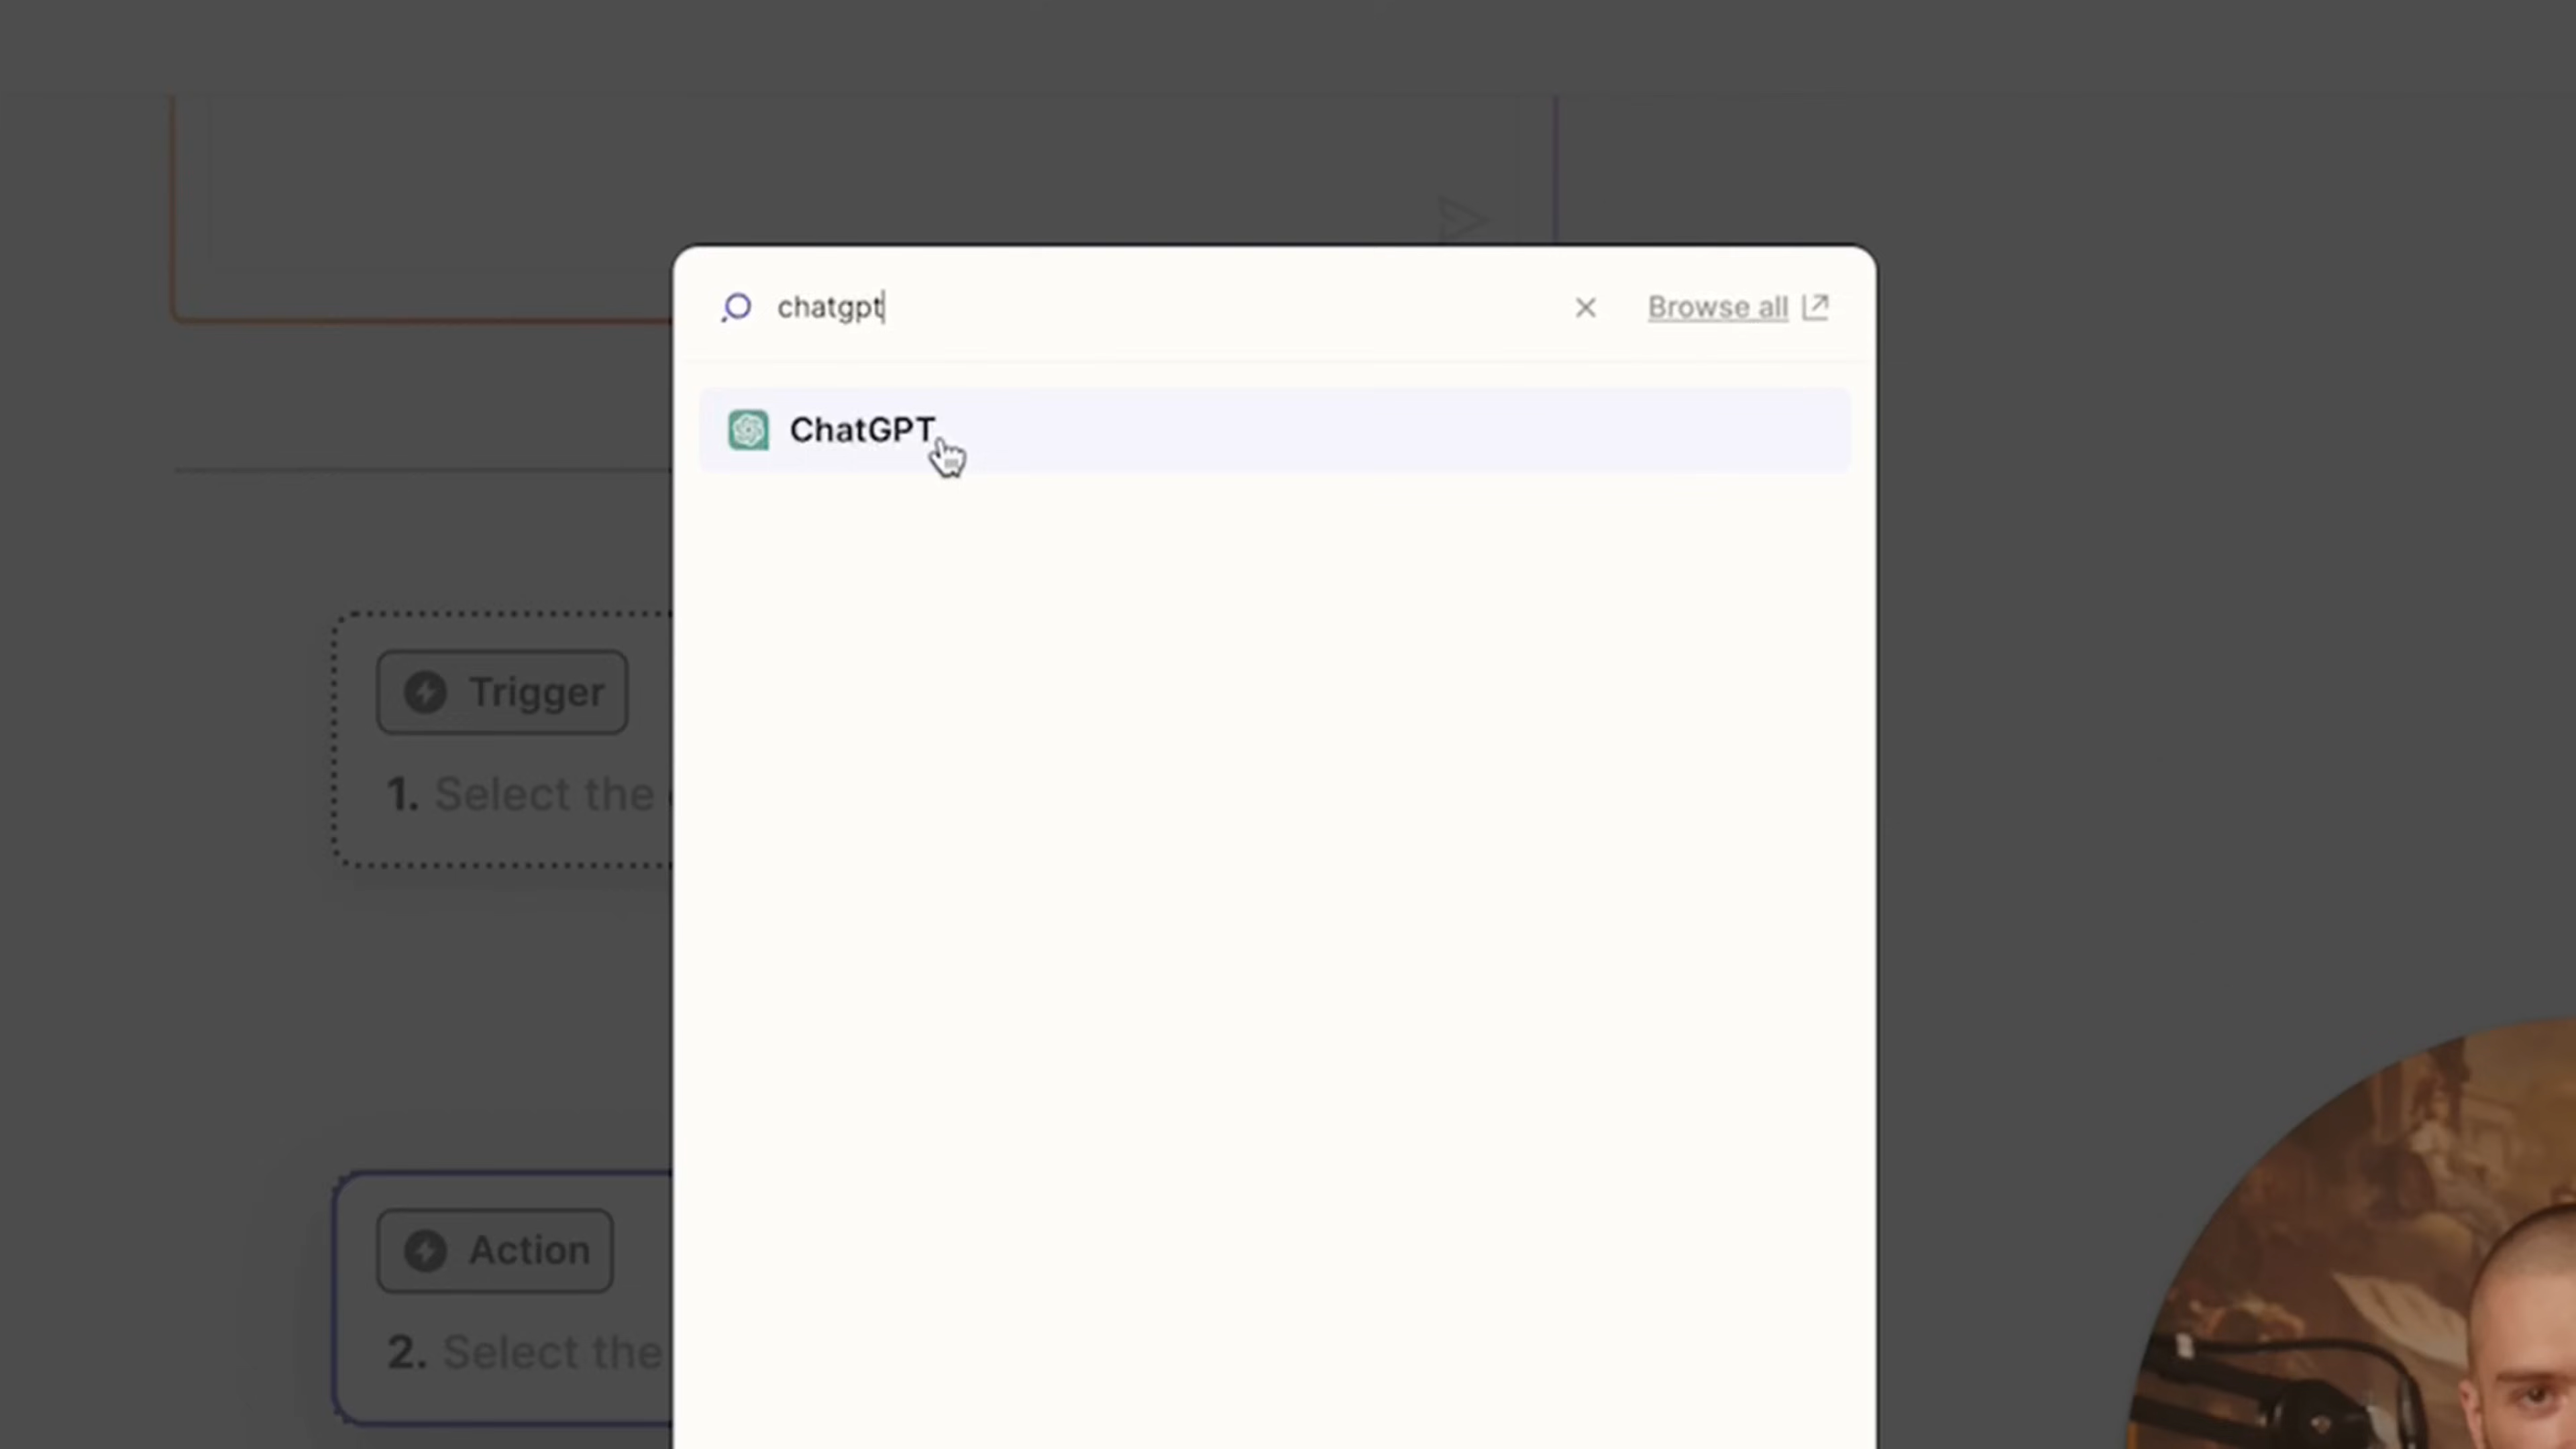 chatgpt
Browse all
ChatGPT
Trigger
1. Select the
Action
2. Select the